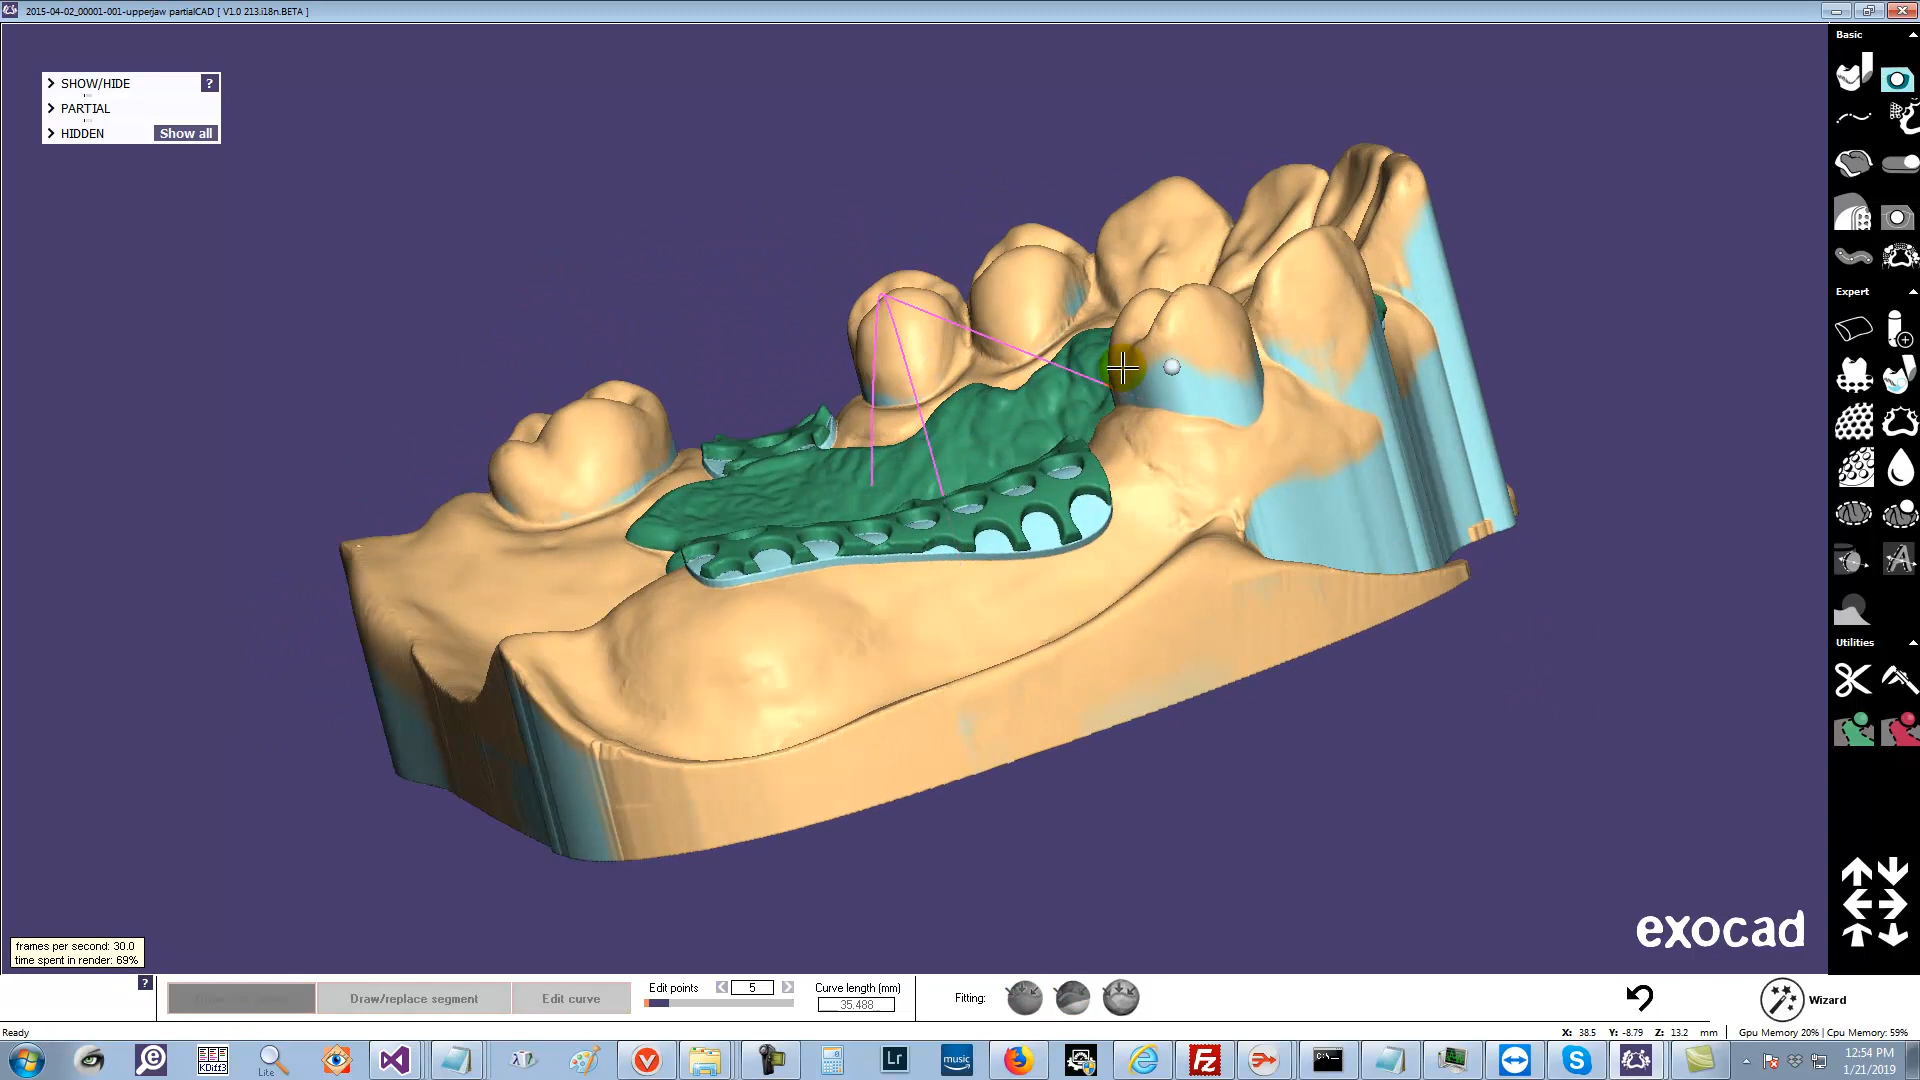 2015-04-02_00001-001-upperjaw partialCAD [ V1.0 213.i18n.BETA ]
Basic
SHOW/HIDE ?
PARTIAL
HIDDEN Show all
Expert
Utilities
exocad
frames per second: 30.0
time spent in render: 69%
?
Draw/replace segment
Edit curve
Edit points
5
Curve length (mm)
35.488
Fitting:
Wizard
Ready
X: 38.5 Y: -8.79 Z: 13.2 mm
Gpu Memory 20% | Cpu Memory: 59%
KDiff3
Lite
λπ
Lr
music
C:\
Fz
12:54 PM
1/21/2019